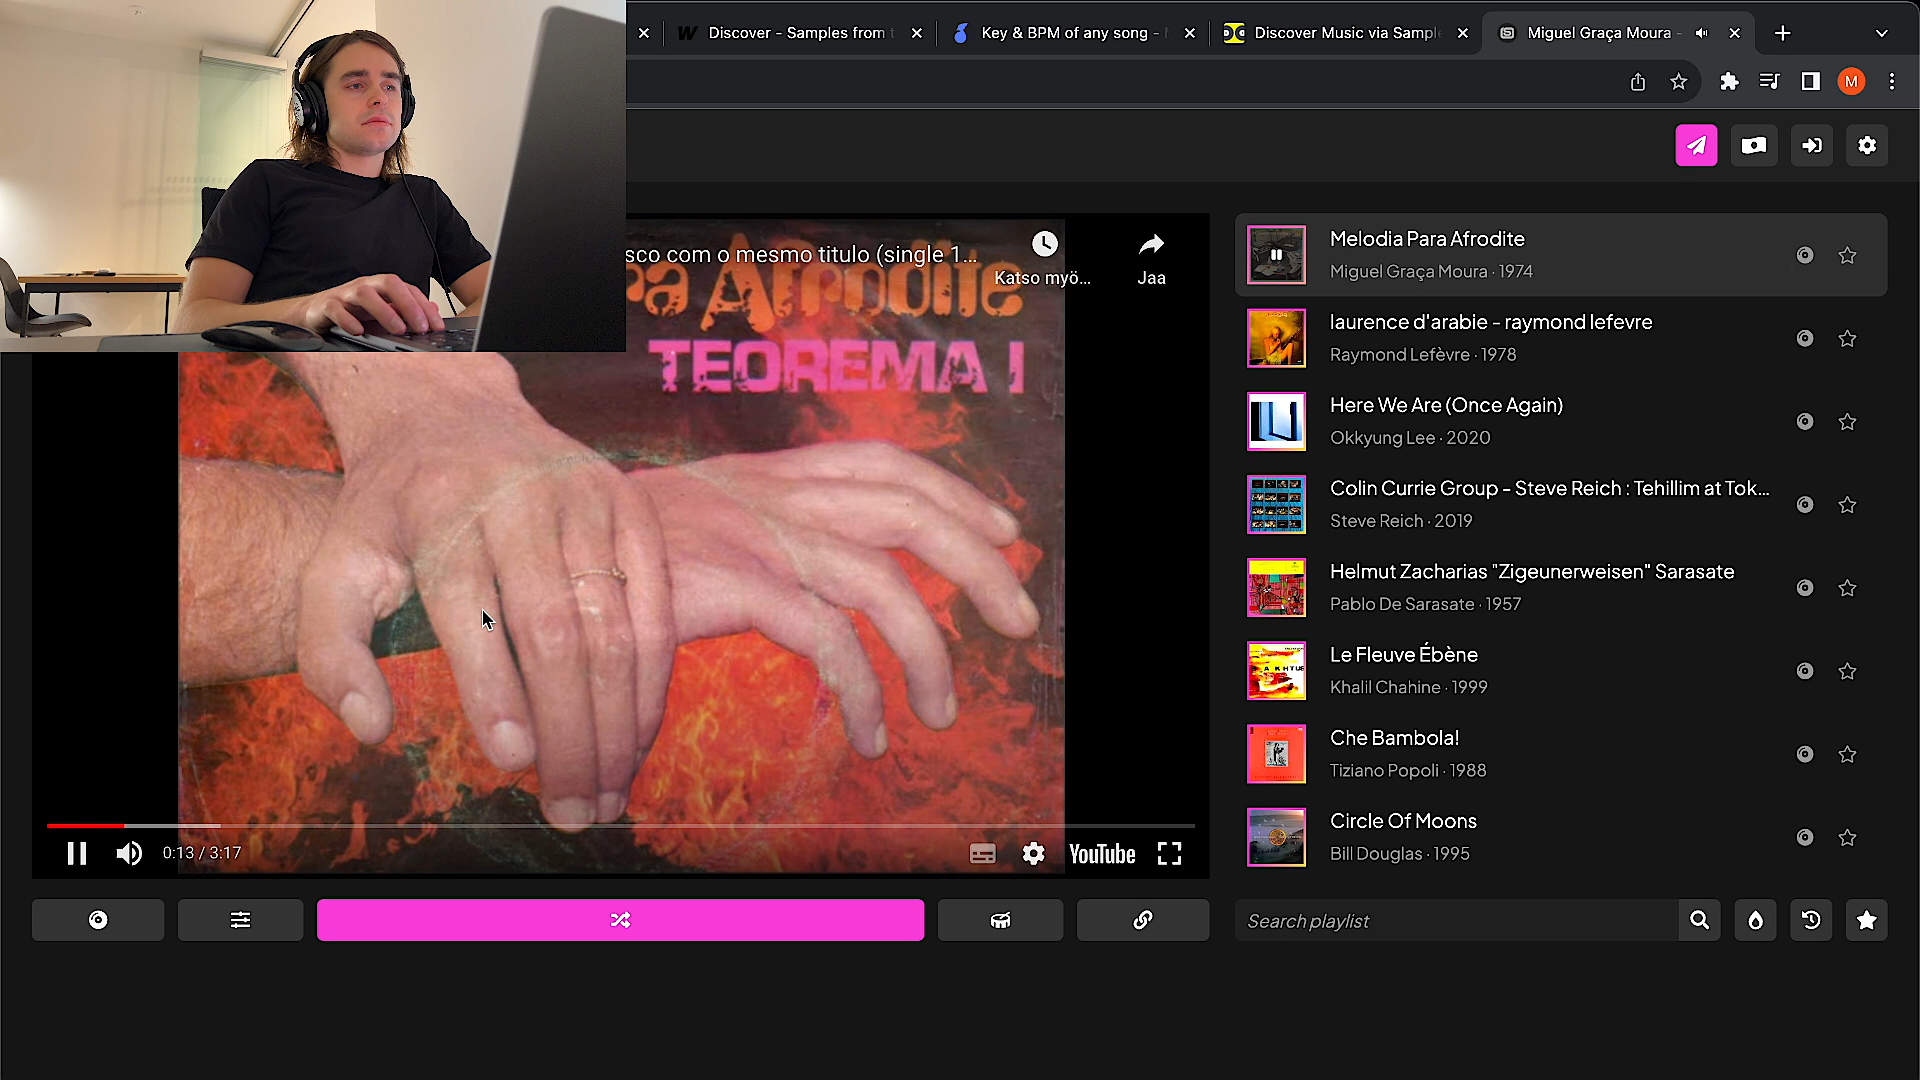 Discover - Samples from t
Key & BPM of any song -
Discover Music via Sampl
Miguel Graça Moura -
M
sco com o mesmo titulo (single 1...
Katso myö...
Jaa
ra Afrodite
TEOREMA I
0:13 / 3:17
YouTube
Melodia Para Afrodite
Miguel Graça Moura · 1974
laurence d'arabie - raymond lefevre
Raymond Lefèvre · 1978
Here We Are (Once Again)
Okkyung Lee · 2020
Colin Currie Group - Steve Reich : Tehillim at Tok...
Steve Reich · 2019
Helmut Zacharias "Zigeunerweisen" Sarasate
Pablo De Sarasate · 1957
Le Fleuve Ébène
Khalil Chahine · 1999
Che Bambola!
Tiziano Popoli · 1988
Circle Of Moons
Bill Douglas · 1995
Search playlist